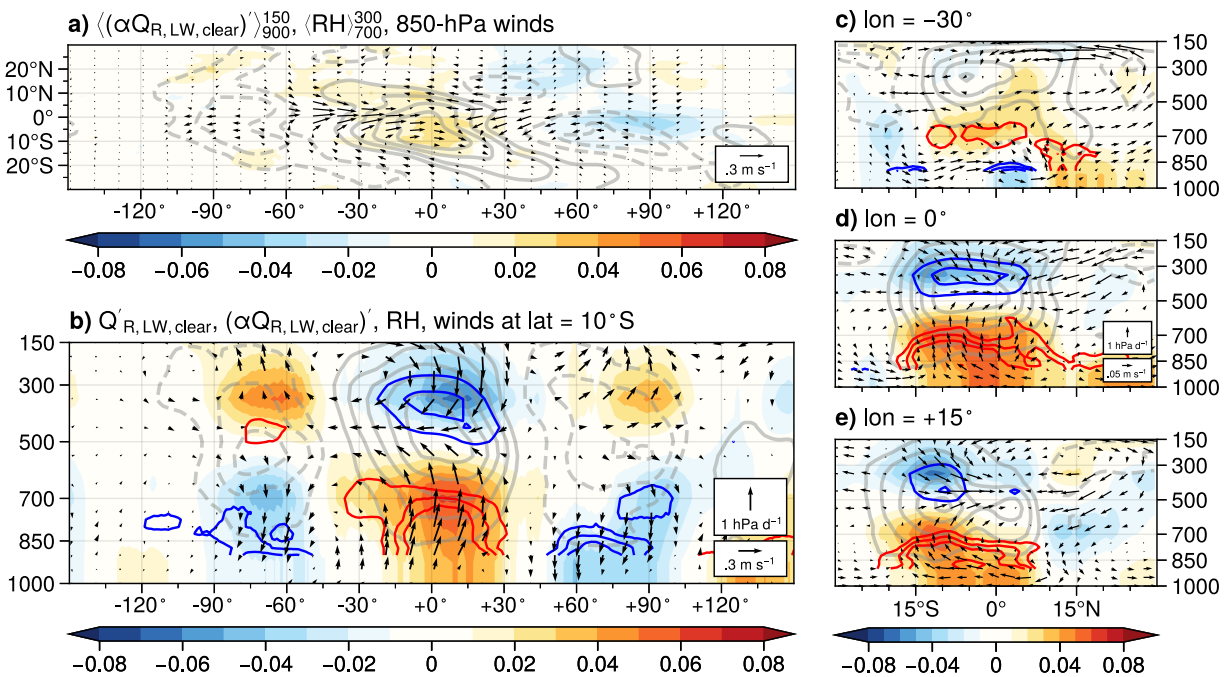 a) ⟨(αQ_R,LW,clear)′⟩¹⁵⁰₉₀₀, ⟨RH⟩³⁰⁰₇₀₀, 850-hPa winds
20°N
10°N
0°
10°S
20°S
.3 m s⁻¹
-120° -90° -60° -30° +0 +30° +60° +90° +120°
−0.08 −0.06 −0.04 −0.02 0 0.02 0.04 0.06 0.08
b) Q′_R,LW,clear, (αQ_R,LW,clear)′, RH, winds at lat = 10°S
150
300
500
700
850
1000
1 hPa d⁻¹
.3 m s⁻¹
-120° -90° -60° -30° +0 +30° +60° +90° +120°
−0.08 −0.06 −0.04 −0.02 0 0.02 0.04 0.06 0.08
c) lon = −30°
150
300
500
700
850
1000
d) lon = 0°
150
300
500
700
850
1000
1 hPa d⁻¹
.05 m s⁻¹
e) lon = +15°
150
300
500
700
850
1000
15°S 0° 15°N
−0.08 −0.04 0 0.04 0.08